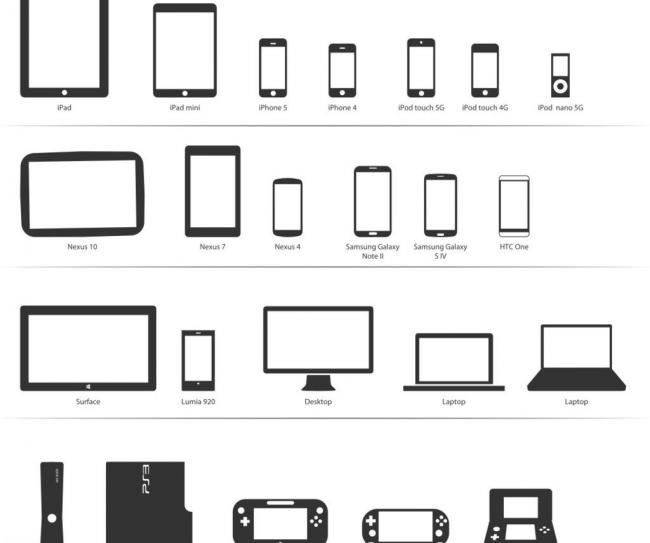 iPad
iPad mini
iPhone 5
iPhone 4
iPod touch 5G
iPod touch 4G
iPod nano 5G
Nexus 10
Nexus 7
Nexus 4
Samsung Galaxy
Note II
Samsung Galaxy
S IV
HTC One
Surface
Lumia 920
Desktop
Laptop
Laptop
PS3